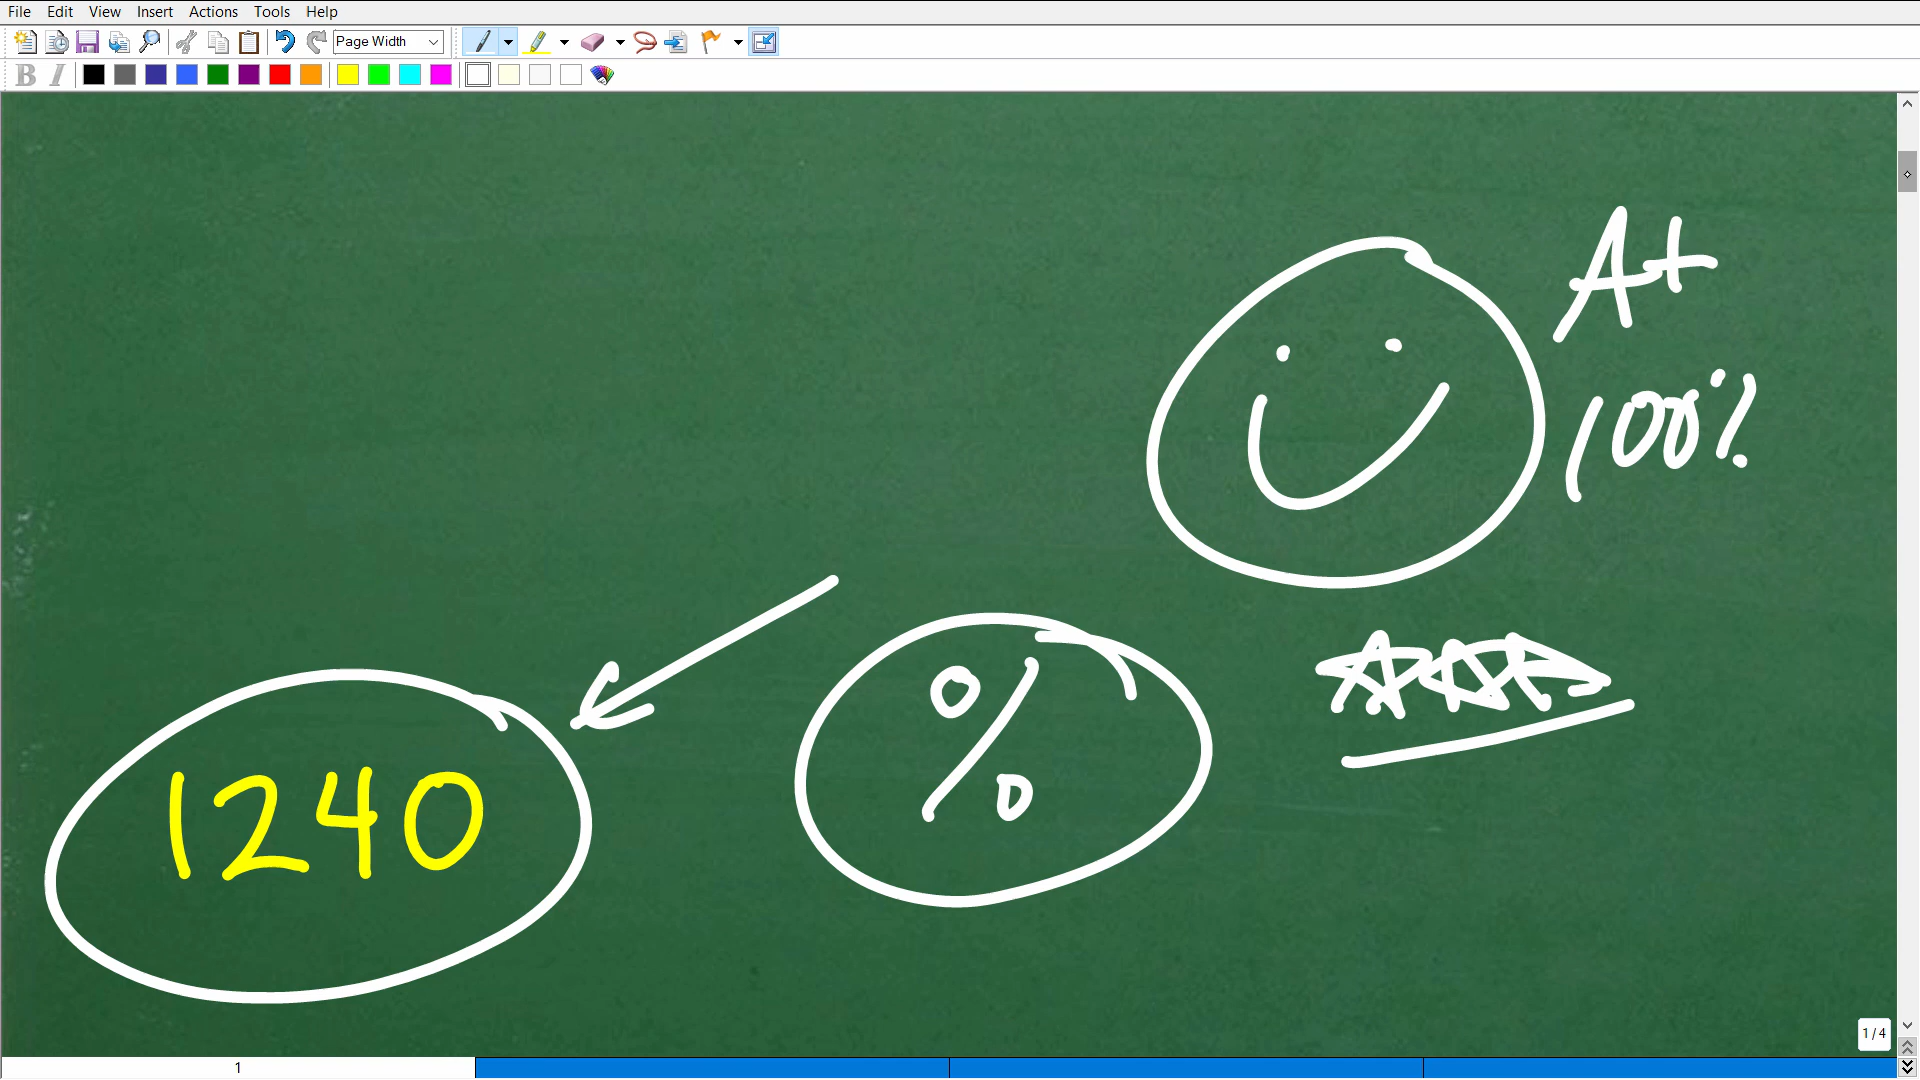 File Edit View Insert Actions Tools Help
Page Width
B I
A+
100%
%
1240
1/4
1